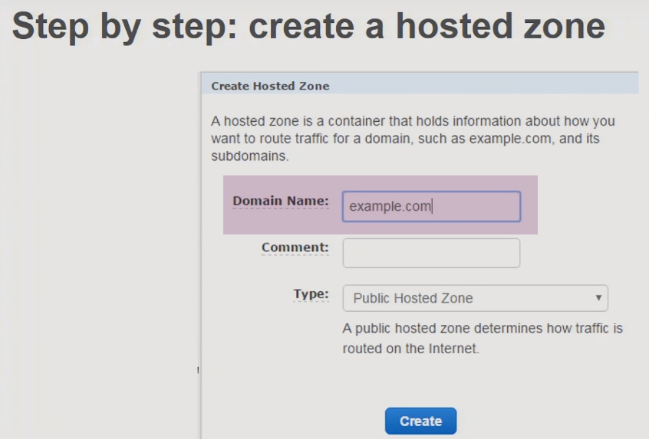 Step by step: create a hosted zone
Create Hosted Zone
A hosted zone is a container that holds information about how you
want to route traffic for a domain, such as example.com, and its
subdomains.
Domain Name: example.com
Comment:
Type: Public Hosted Zone
A public hosted zone determines how traffic is
routed on the Internet.
Create